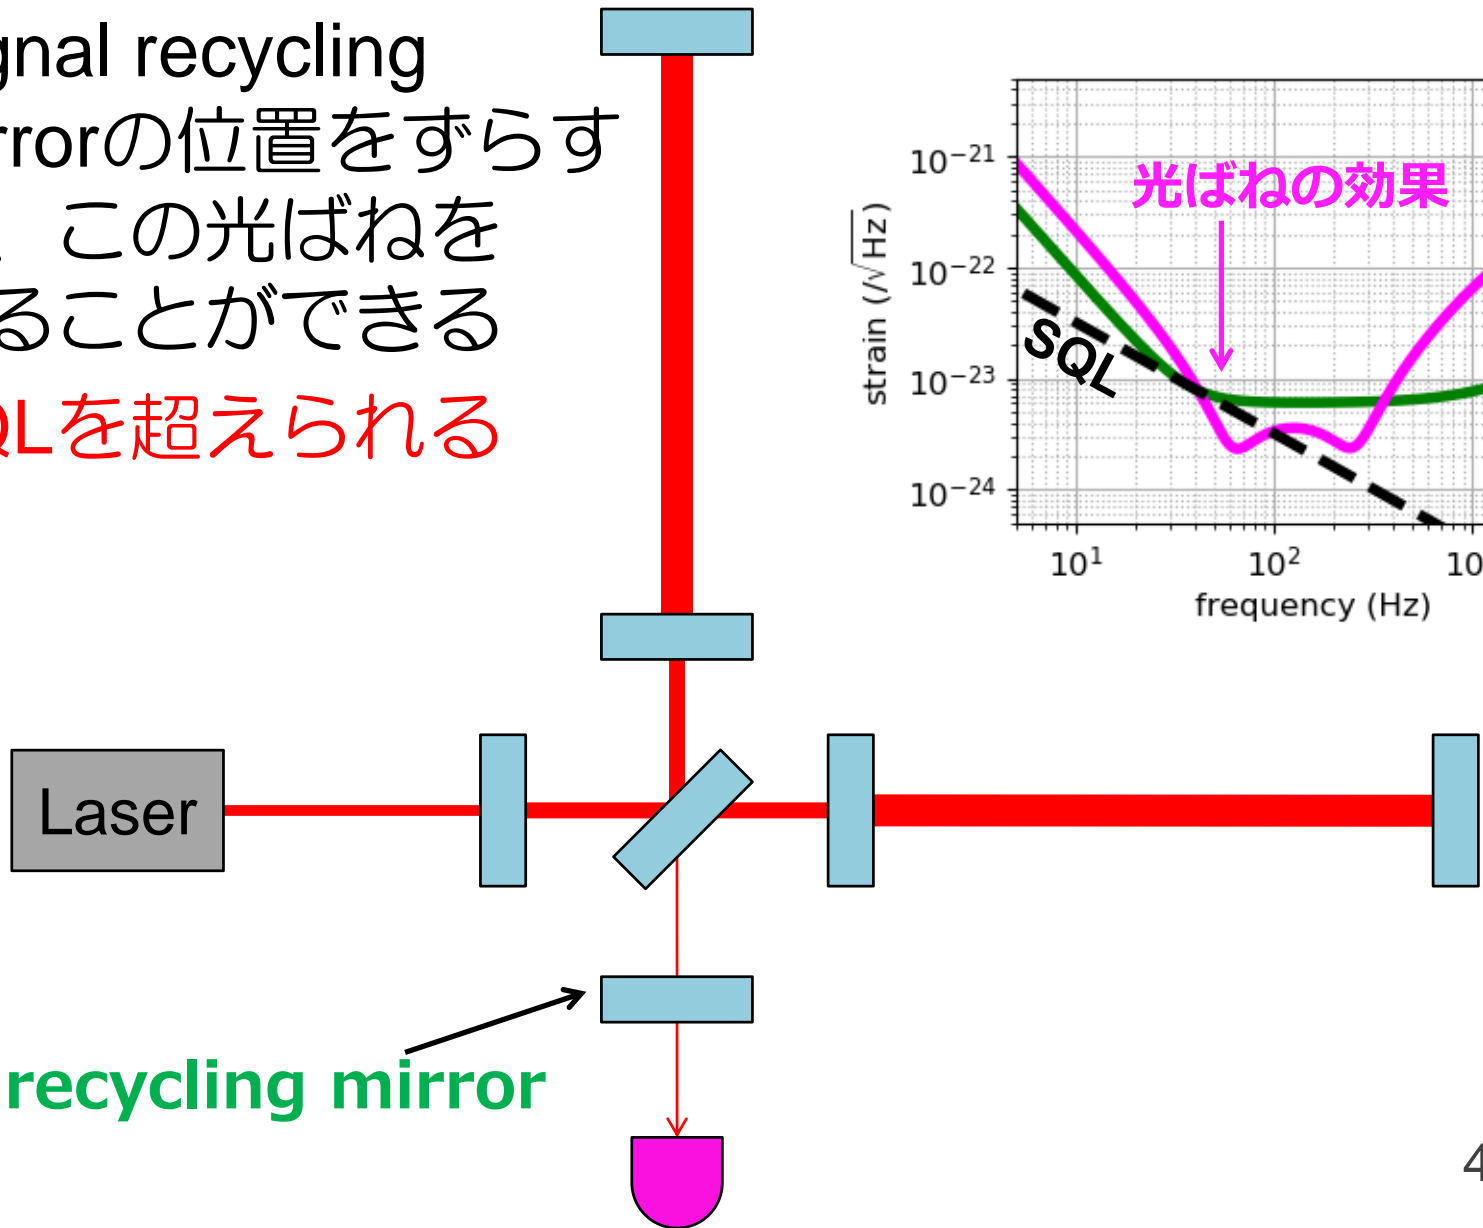 gnal recycling
rrorの位置をずらす
、この光ばねを
ることができる
QLを超えられる
光ばねの効果
SQL
10−21
10−22
10−23
10−24
strain (/√Hz)
10¹
10²
10
frequency (Hz)
Laser
recycling mirror
4